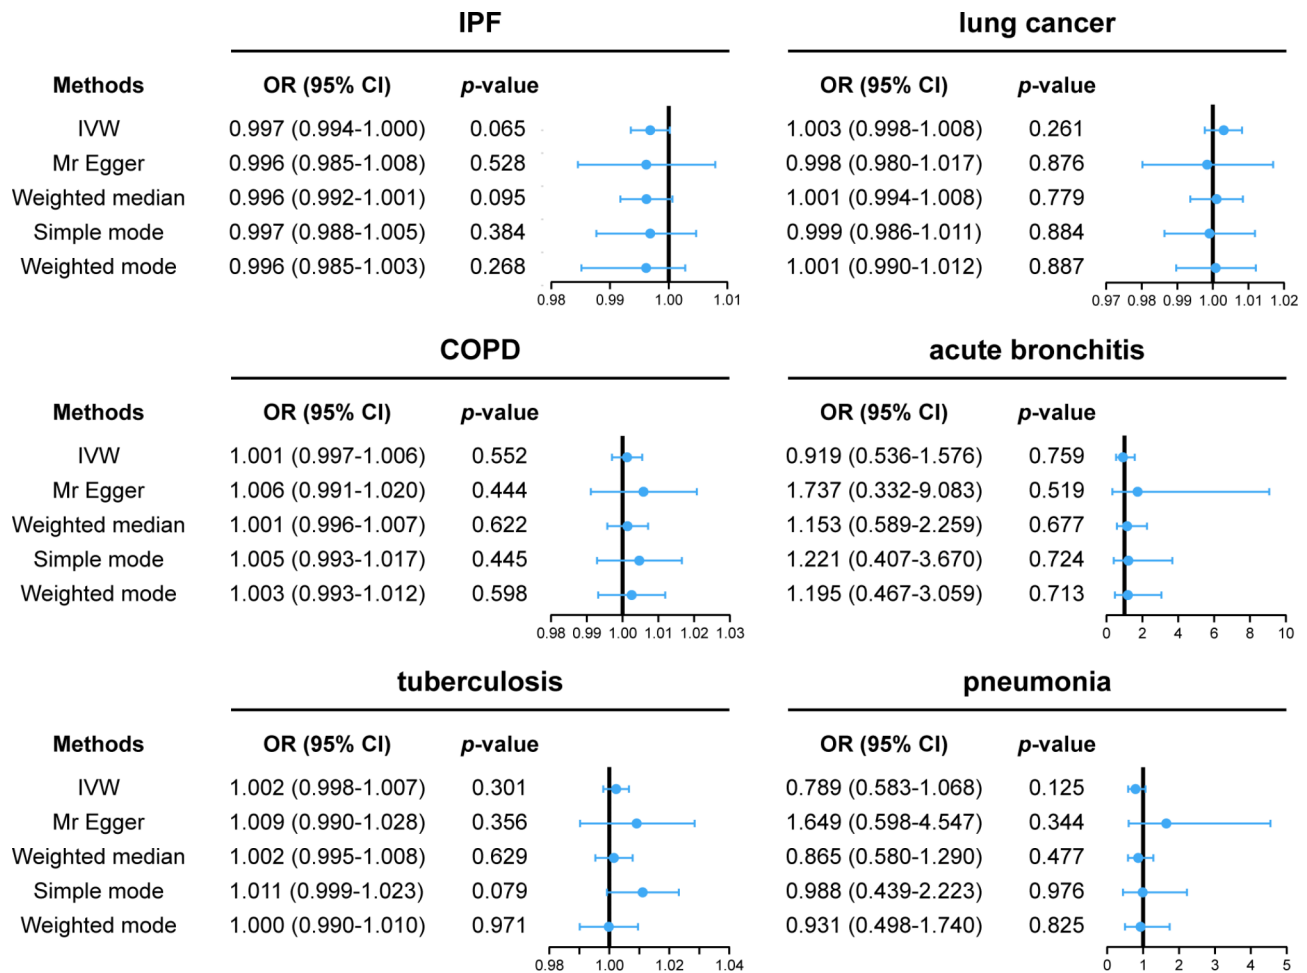 IPF
lung cancer
Methods OR (95% CI) p-value OR (95% CI) p-value
IVW 0.997 (0.994-1.000) 0.065 1.003 (0.998-1.008) 0.261
Mr Egger 0.996 (0.985-1.008) 0.528 0.998 (0.980-1.017) 0.876
Weighted median 0.996 (0.992-1.001) 0.095 1.001 (0.994-1.008) 0.779
Simple mode 0.997 (0.988-1.005) 0.384 0.999 (0.986-1.011) 0.884
Weighted mode 0.996 (0.985-1.003) 0.268 1.001 (0.990-1.012) 0.887
0.98 0.99 1.00 1.01 0.97 0.98 0.99 1.00 1.01 1.02
COPD
acute bronchitis
Methods OR (95% CI) p-value OR (95% CI) p-value
IVW 1.001 (0.997-1.006) 0.552 0.919 (0.536-1.576) 0.759
Mr Egger 1.006 (0.991-1.020) 0.444 1.737 (0.332-9.083) 0.519
Weighted median 1.001 (0.996-1.007) 0.622 1.153 (0.589-2.259) 0.677
Simple mode 1.005 (0.993-1.017) 0.445 1.221 (0.407-3.670) 0.724
Weighted mode 1.003 (0.993-1.012) 0.598 1.195 (0.467-3.059) 0.713
0.98 0.99 1.00 1.01 1.02 1.03 0 2 4 6 8 10
tuberculosis
pneumonia
Methods OR (95% CI) p-value OR (95% CI) p-value
IVW 1.002 (0.998-1.007) 0.301 0.789 (0.583-1.068) 0.125
Mr Egger 1.009 (0.990-1.028) 0.356 1.649 (0.598-4.547) 0.344
Weighted median 1.002 (0.995-1.008) 0.629 0.865 (0.580-1.290) 0.477
Simple mode 1.011 (0.999-1.023) 0.079 0.988 (0.439-2.223) 0.976
Weighted mode 1.000 (0.990-1.010) 0.971 0.931 (0.498-1.740) 0.825
0.98 1.00 1.02 1.04 0 1 2 3 4 5